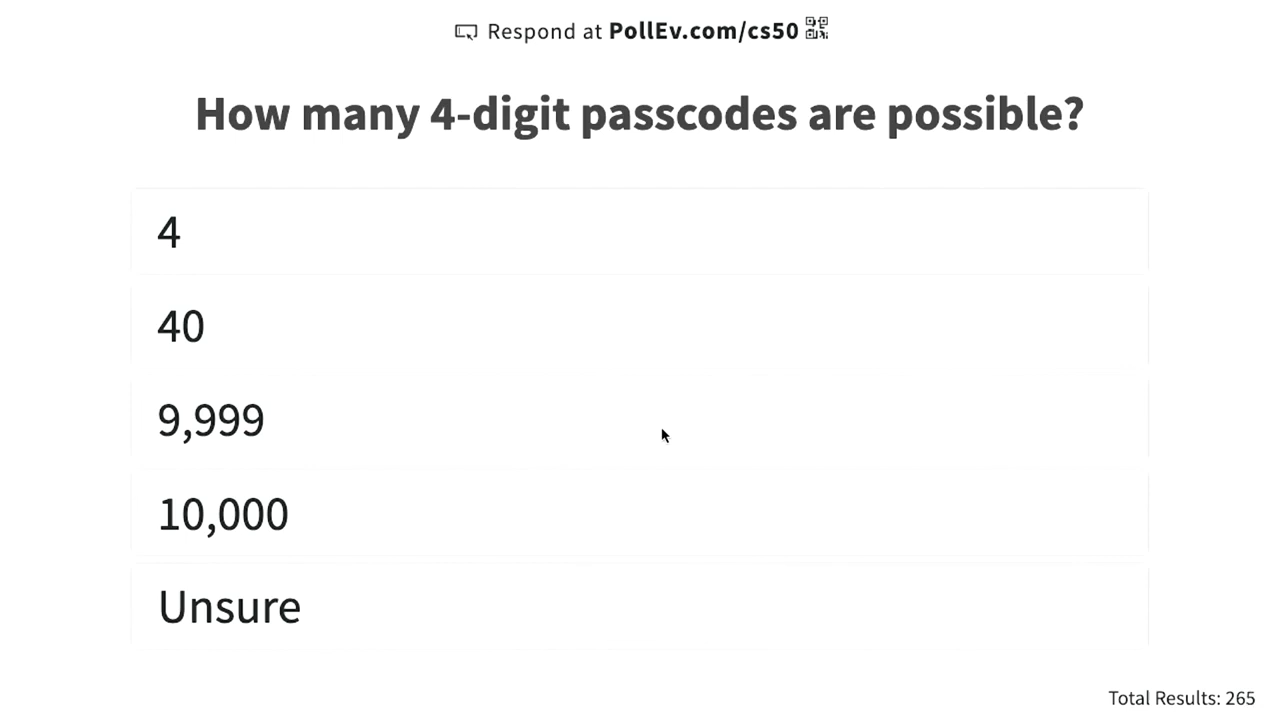 Respond at PollEv.com/cs50
How many 4-digit passcodes are possible?
4
40
9,999
10,000
Unsure
Total Results: 265